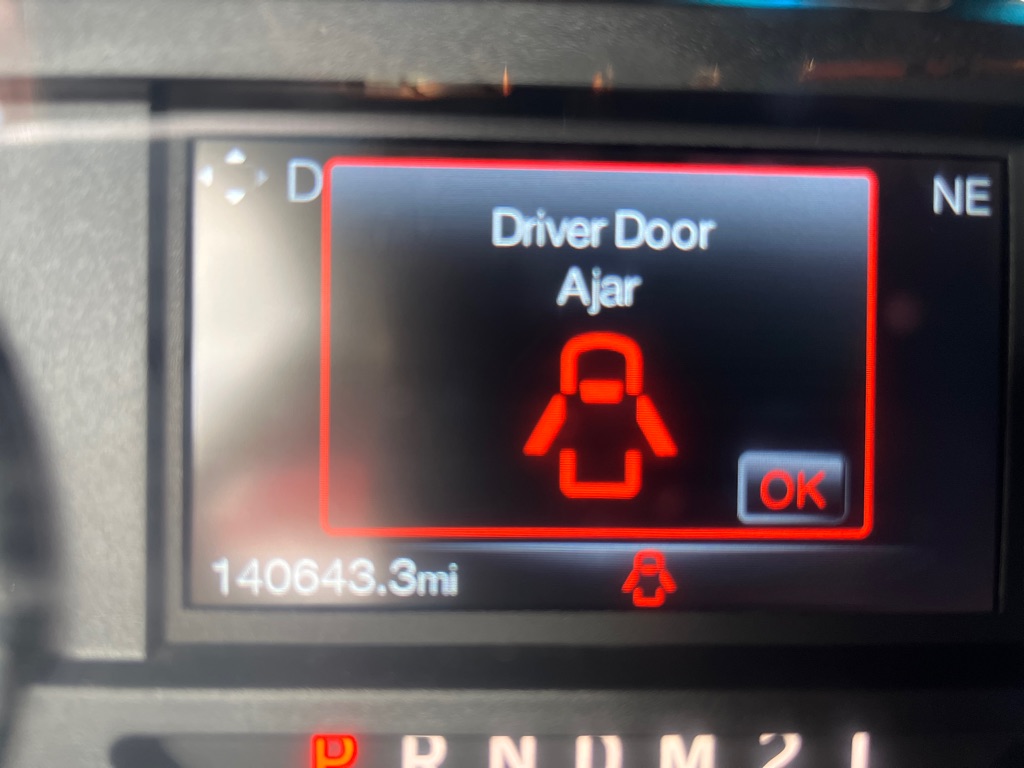 D
NE
Driver Door
Ajar
OK
140643.3mi
P R N D M 2 1